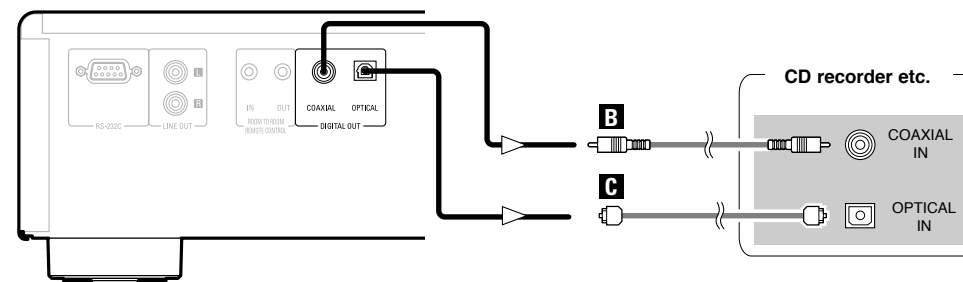 RS-232C
L
R
LINE OUT
IN
OUT
ROOM TO ROOM
REMOTE CONTROL
COAXIAL
OPTICAL
DIGITAL OUT
B
C
CD recorder etc.
COAXIAL
IN
OPTICAL
IN